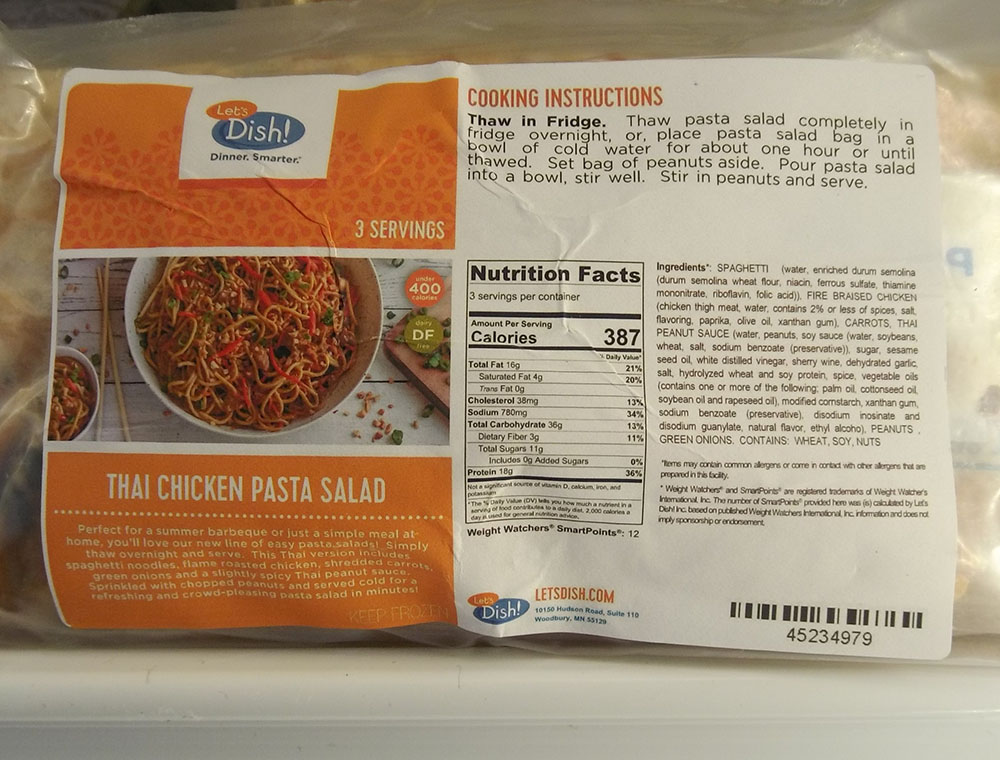 Let's
Dish!
Dinner. Smarter.™
3 SERVINGS
under
400
calories
dairy
DF
free
THAI CHICKEN PASTA SALAD
Perfect for a summer barbeque or just a simple meal at-
home, you'll love our new line of easy pasta salads! Simply
thaw overnight and serve. This Thai version includes
spaghetti noodles, flame roasted chicken, shredded carrots,
green onions and a slightly spicy Thai peanut sauce.
Sprinkled with chopped peanuts and served cold for a
refreshing and crowd-pleasing pasta salad in minutes!
KEEP FROZEN
COOKING INSTRUCTIONS
Thaw in Fridge. Thaw pasta salad completely in
fridge overnight, or, place pasta salad bag in a
bowl of cold water for about one hour or until
thawed. Set bag of peanuts aside. Pour pasta salad
into a bowl, stir well. Stir in peanuts and serve.
Nutrition Facts
3 servings per container
Amount Per Serving
Calories 387
% Daily Value*
Total Fat 16g 21%
Saturated Fat 4g 20%
Trans Fat 0g
Cholesterol 38mg 13%
Sodium 780mg 34%
Total Carbohydrate 36g 13%
Dietary Fiber 3g 11%
Total Sugars 11g
Includes 0g Added Sugars 0%
Protein 18g 36%
Not a significant source of vitamin D, calcium, iron, and
potassium
*The % Daily Value (DV) tells you how much a nutrient in a
serving of food contributes to a daily diet. 2,000 calories a
day is used for general nutrition advice.
Weight Watchers® SmartPoints®: 12
Ingredients*: SPAGHETTI (water, enriched durum semolina
(durum semolina wheat flour, niacin, ferrous sulfate, thiamine
mononitrate, riboflavin, folic acid)), FIRE BRAISED CHICKEN
(chicken thigh meat, water, contains 2% or less of spices, salt,
flavoring, paprika, olive oil, xanthan gum), CARROTS, THAI
PEANUT SAUCE (water, peanuts, soy sauce (water, soybeans,
wheat, salt, sodium benzoate (preservative)), sugar, sesame
seed oil, white distilled vinegar, sherry wine, dehydrated garlic,
salt, hydrolyzed wheat and soy protein, spice, vegetable oils
(contains one or more of the following; palm oil, cottonseed oil,
soybean oil and rapeseed oil), modified cornstarch, xanthan gum,
sodium benzoate (preservative), disodium inosinate and
disodium guanylate, natural flavor, ethyl alcohol), PEANUTS ,
GREEN ONIONS. CONTAINS: WHEAT, SOY, NUTS
*Items may contain common allergens or come in contact with other allergens that are
prepared in this facility.
* Weight Watchers® and SmartPoints® are registered trademarks of Weight Watcher's
International, Inc. The number of SmartPoints® provided here was (is) calculated by Let's
Dish! Inc. based on published Weight Watchers International, Inc. information and does not
imply sponsorship or endorsement.
Let's
Dish!
LETSDISH.COM
10150 Hudson Road, Suite 110
Woodbury, MN 55129
45234979